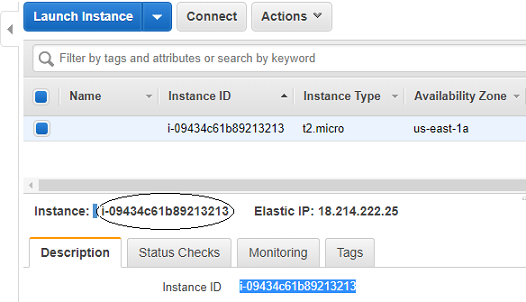 Launch Instance Connect Actions
Filter by tags and attributes or search by keyword
Name Instance ID Instance Type Availability Zone
i-09434c61b89213213 t2.micro us-east-1a
Instance: i-09434c61b89213213 Elastic IP: 18.214.222.25
Description Status Checks Monitoring Tags
Instance ID i-09434c61b89213213